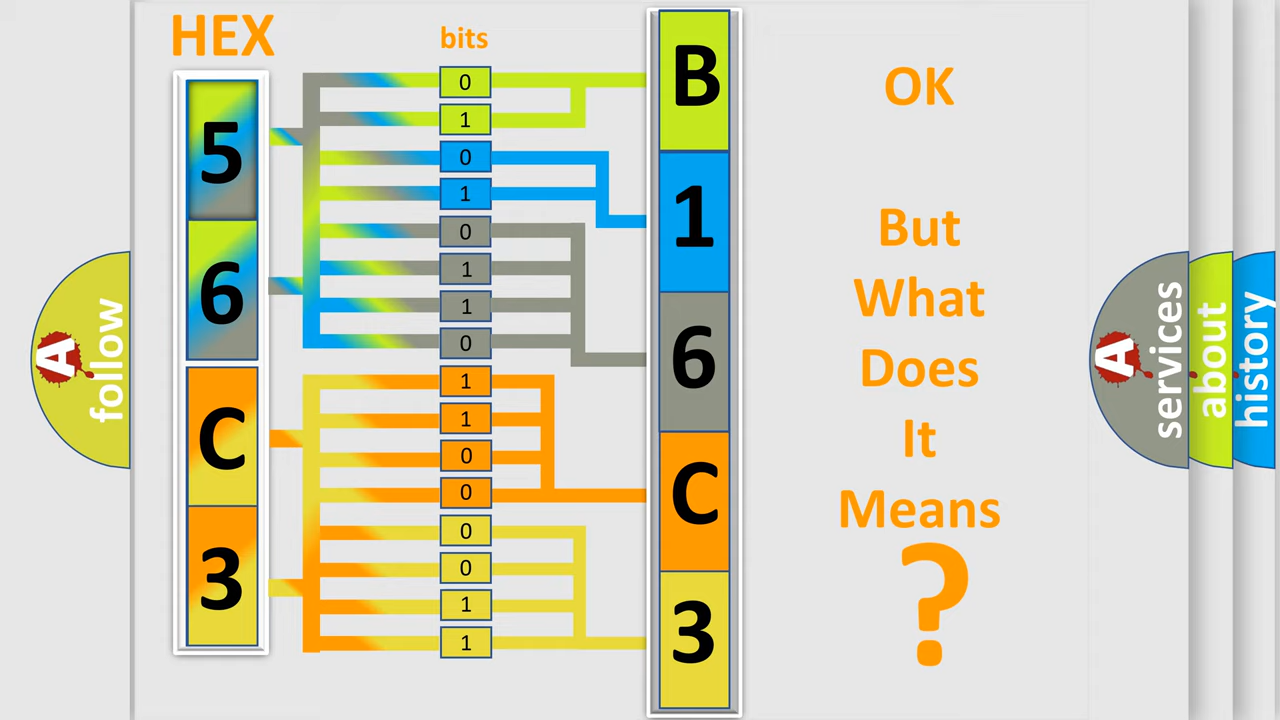 HEX
bits
5
6
C
3
0
1
0
1
0
1
1
0
1
1
0
0
0
0
1
1
B
1
6
C
3
OK
But
What
Does
It
Means
?
A
follow
A
services
about
history